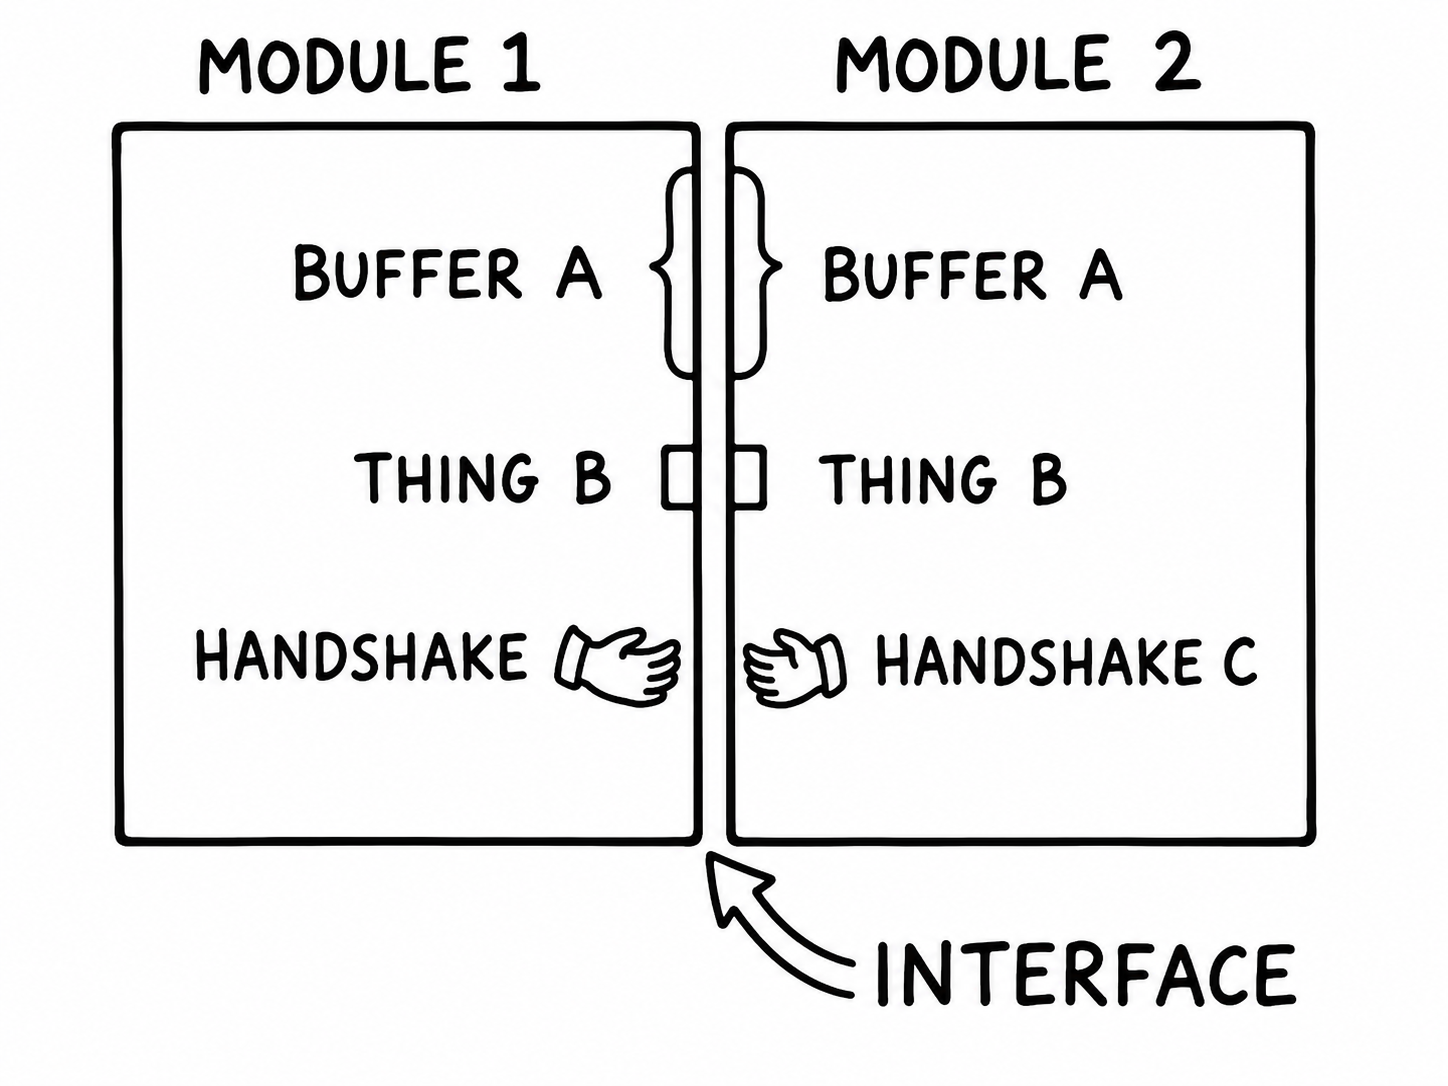 MODULE 1
MODULE 2
BUFFER A
BUFFER A
THING B
THING B
HANDSHAKE
HANDSHAKE C
INTERFACE